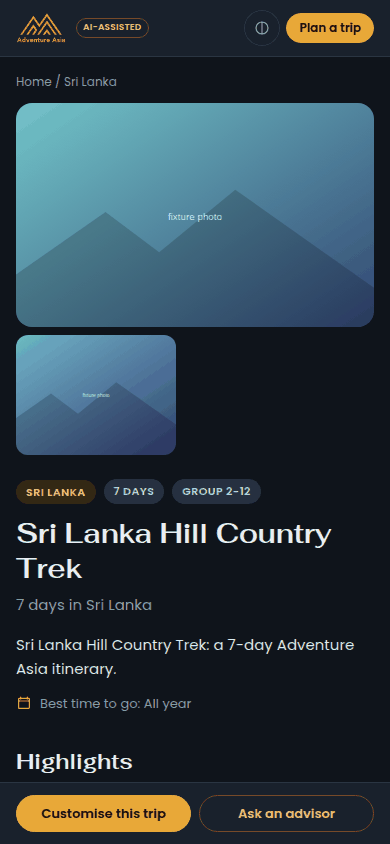 Adventure Asia
AI-ASSISTED
Plan a trip
Home / Sri Lanka
fixture photo
fixture photo
SRI LANKA
7 DAYS
GROUP 2-12
Sri Lanka Hill Country
Trek
7 days in Sri Lanka
Sri Lanka Hill Country Trek: a 7-day Adventure
Asia itinerary.
Best time to go: All year
Highlights
Customise this trip
Ask an advisor